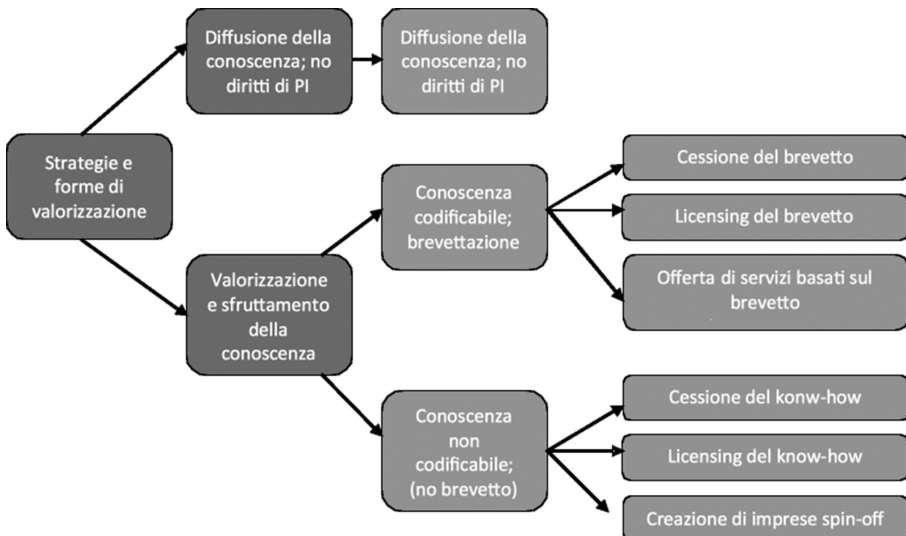 Diffusione della
conoscenza; no
diritti di PI
Diffusione della
conoscenza; no
diritti di PI
Strategie e
forme di
valorizzazione
Conoscenza
codificabile;
brevettazione
Cessione del brevetto
Licensing del brevetto
Offerta di servizi basati sul
brevetto
Valorizzazione
e sfruttamento
della
conoscenza
Conoscenza
non
codificabile;
(no brevetto)
Cessione del konw-how
Licensing del know-how
Creazione di imprese spin-off